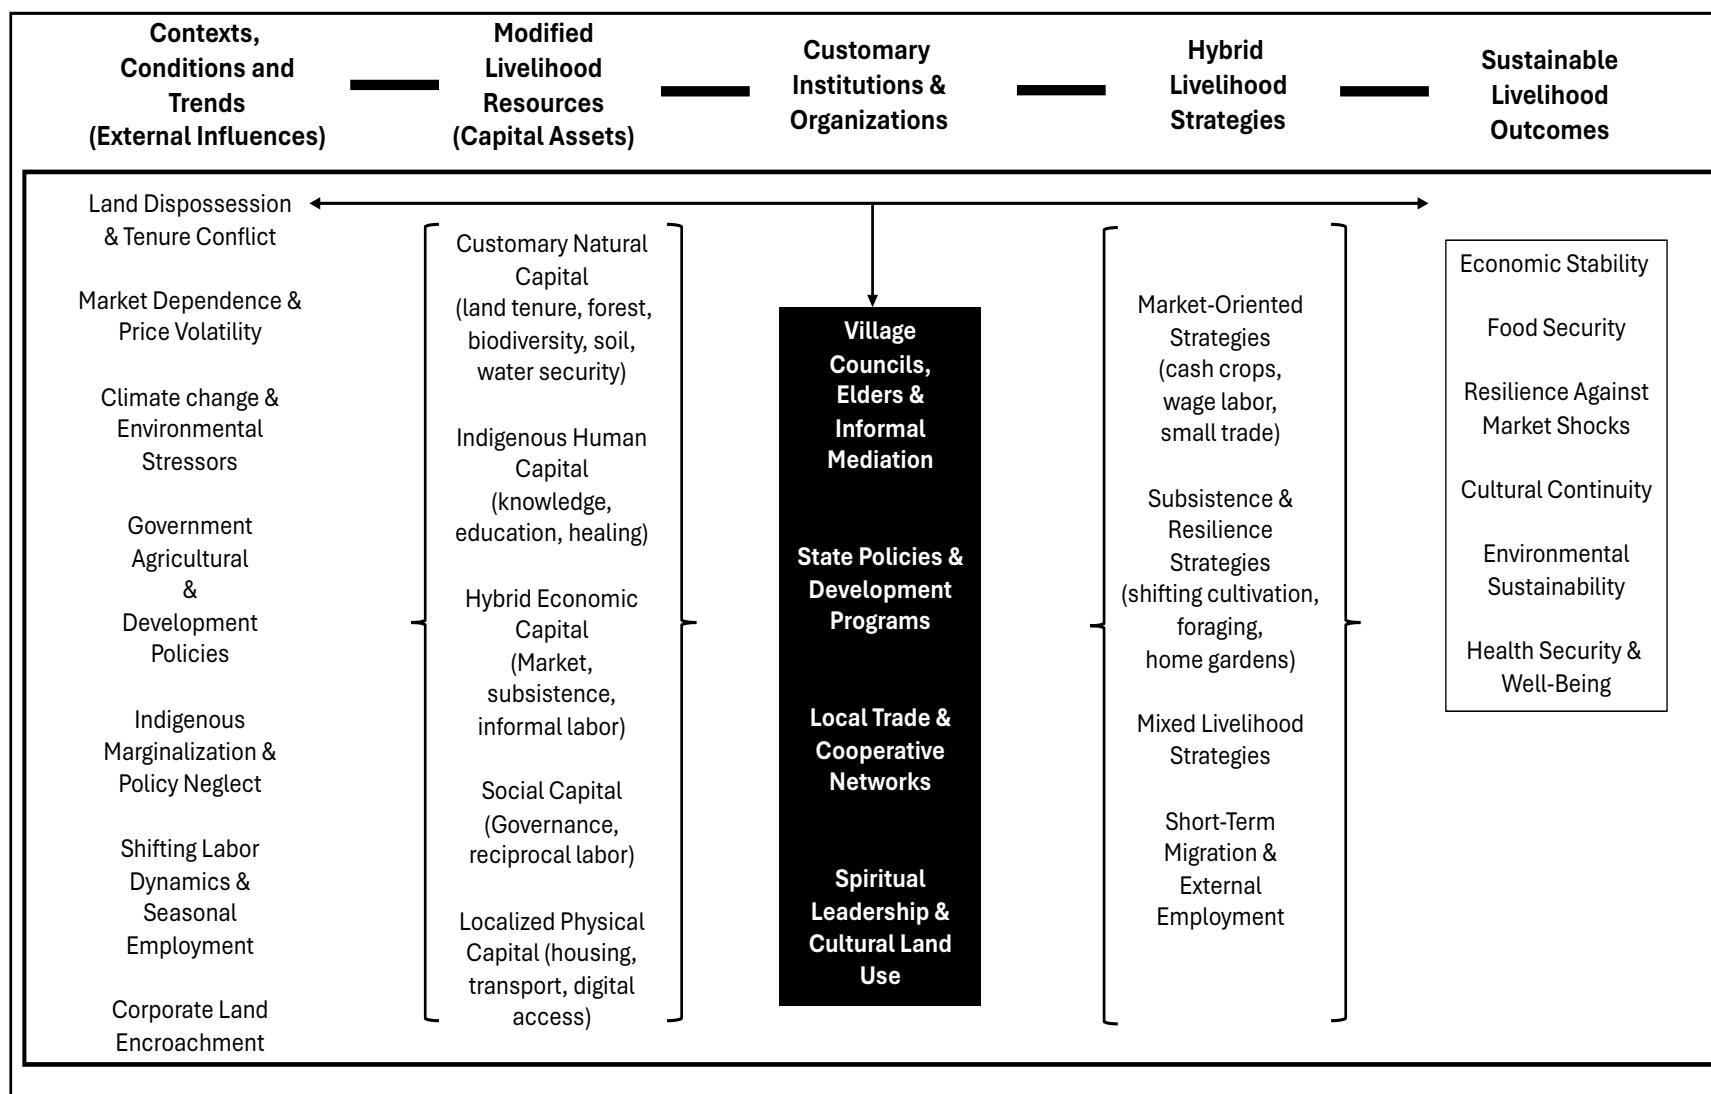 Contexts,
Conditions and
Trends
(External Influences)
Modified
Livelihood
Resources
(Capital Assets)
Customary
Institutions &
Organizations
Hybrid
Livelihood
Strategies
Sustainable
Livelihood
Outcomes
Land Dispossession
& Tenure Conflict
Market Dependence &
Price Volatility
Climate change &
Environmental
Stressors
Government
Agricultural
&
Development
Policies
Indigenous
Marginalization &
Policy Neglect
Shifting Labor
Dynamics &
Seasonal
Employment
Corporate Land
Encroachment
Customary Natural
Capital
(land tenure, forest,
biodiversity, soil,
water security)
Indigenous Human
Capital
(knowledge,
education, healing)
Hybrid Economic
Capital
(Market,
subsistence,
informal labor)
Social Capital
(Governance,
reciprocal labor)
Localized Physical
Capital (housing,
transport, digital
access)
Village
Councils,
Elders &
Informal
Mediation
State Policies &
Development
Programs
Local Trade &
Cooperative
Networks
Spiritual
Leadership &
Cultural Land
Use
Market-Oriented
Strategies
(cash crops,
wage labor,
small trade)
Subsistence &
Resilience
Strategies
(shifting cultivation,
foraging,
home gardens)
Mixed Livelihood
Strategies
Short-Term
Migration &
External
Employment
Economic Stability
Food Security
Resilience Against
Market Shocks
Cultural Continuity
Environmental
Sustainability
Health Security &
Well-Being